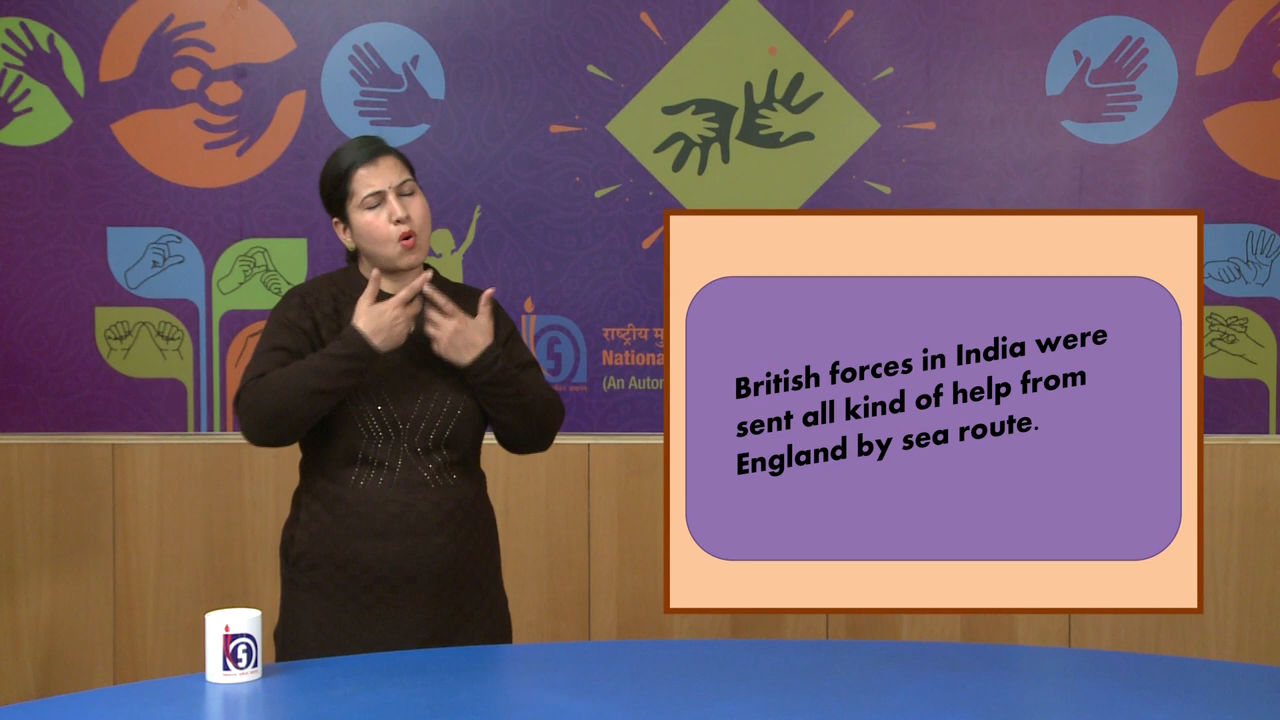 राष्ट्रीय मु
Nationa
(An Auton
British forces in India were
sent all kind of help from
England by sea route.